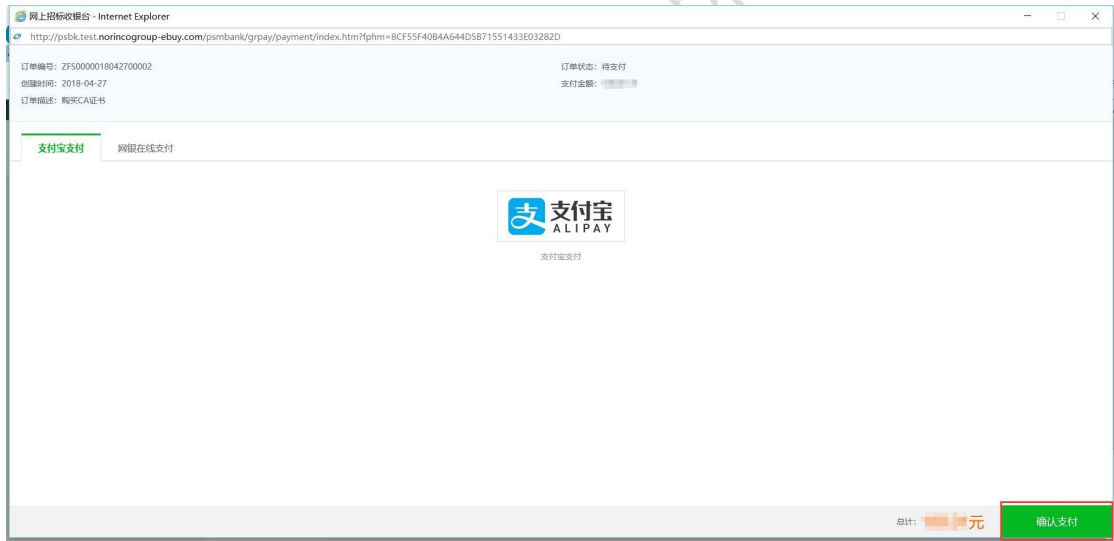 网上招标收银台 - Internet Explorer
http://psbk.test.norincogroup-ebuy.com/psmbank/grpay/payment/index.htm?fphm=8CF55F40B4A644D5B71551433E03282D
订单编号: ZFS0000018042700002 订单状态: 待支付
创建时间: 2018-04-27 支付金额:
订单描述: 购买CA证书
支付宝支付 网银在线支付
支 支付宝
ALIPAY
支付宝支付
总计: 元 确认支付